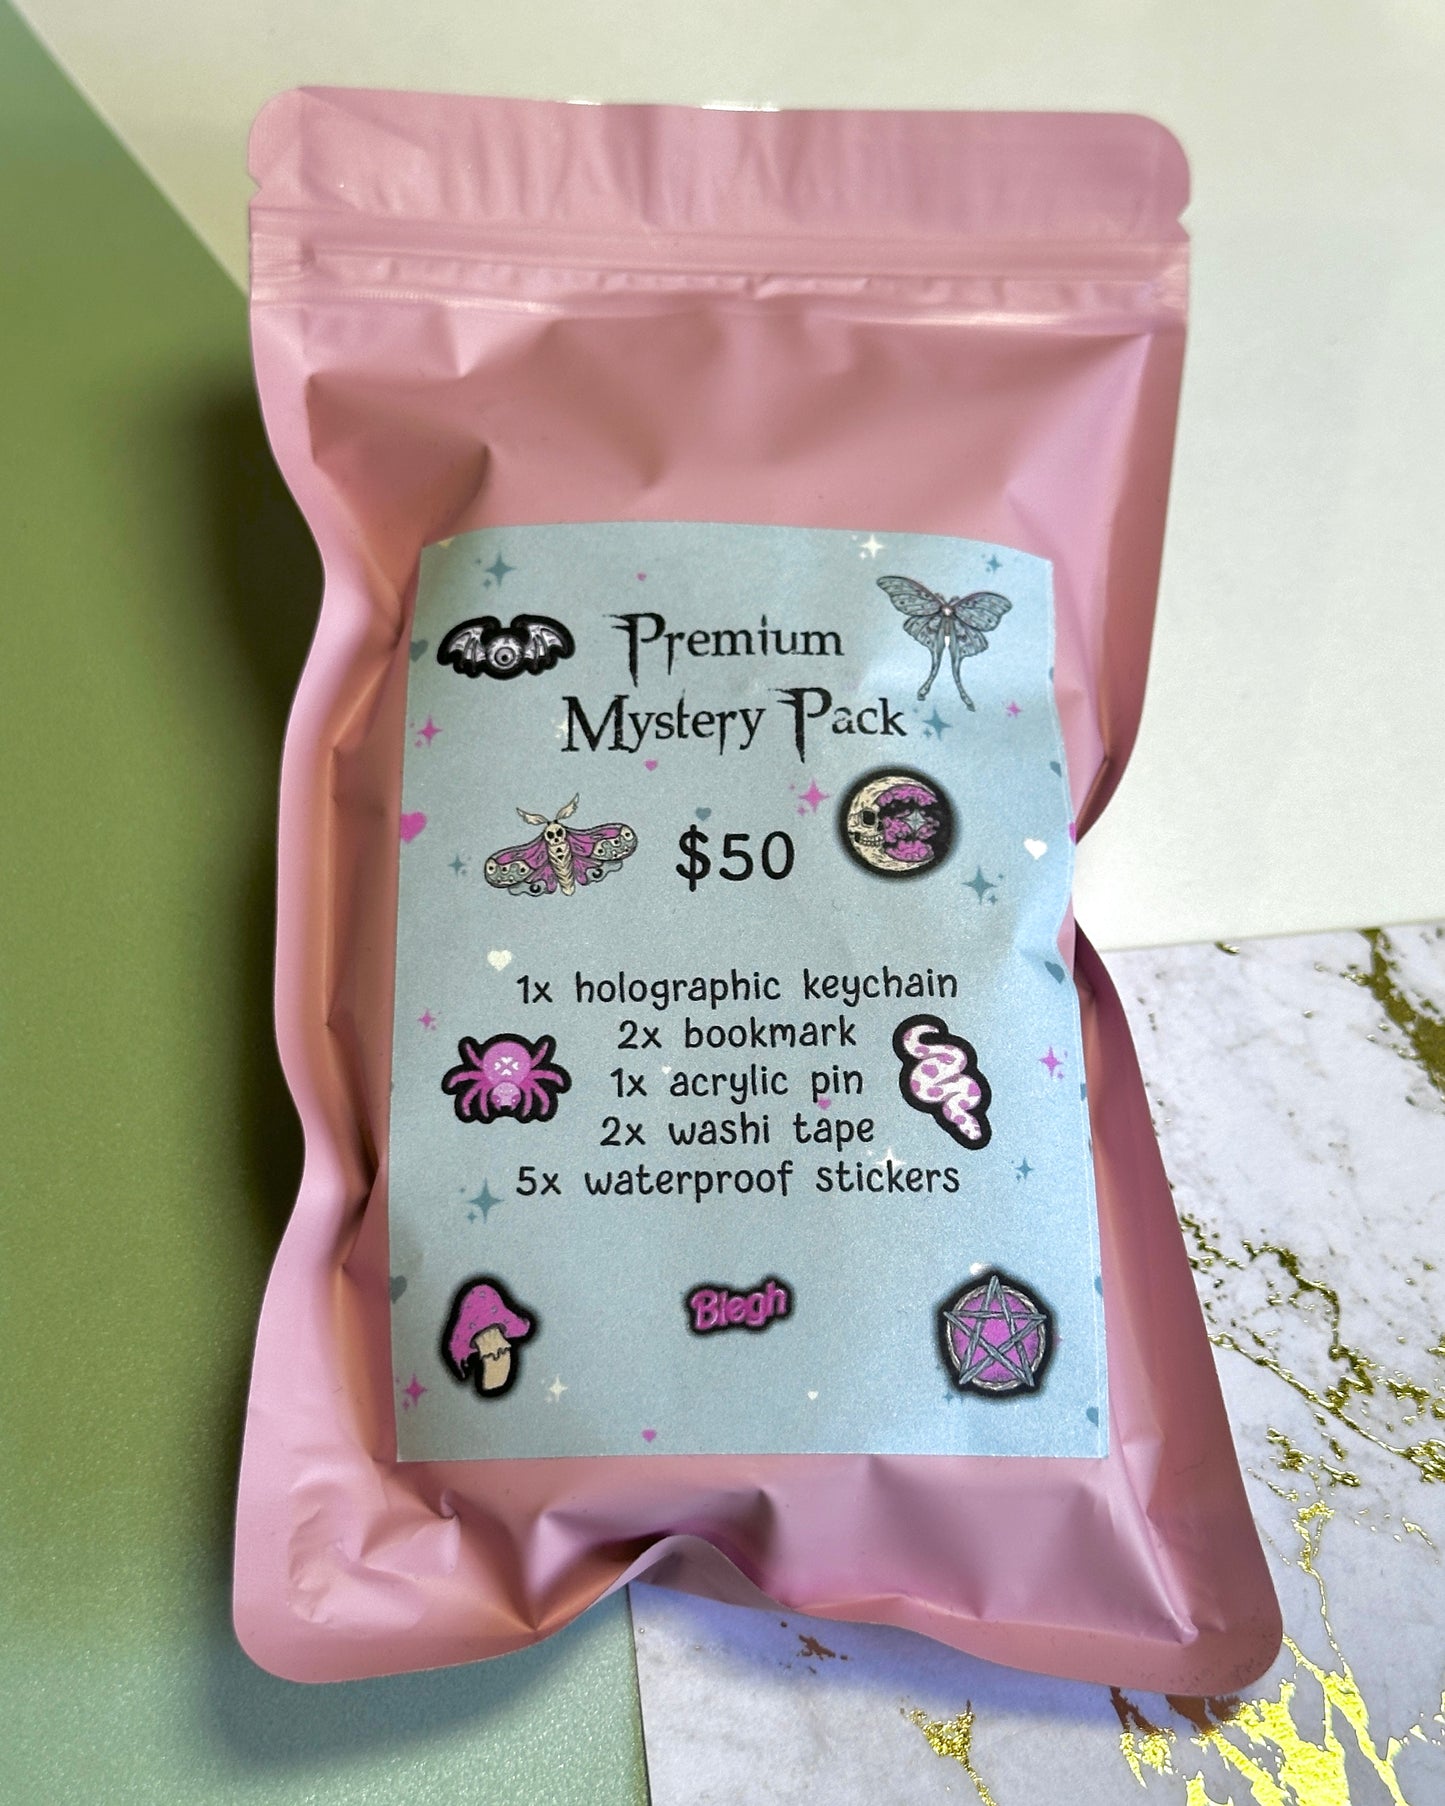 Premium
Mystery Pack
$50
1x holographic keychain
2x bookmark
1x acrylic pin
2x washi tape
5x waterproof stickers
Blegh